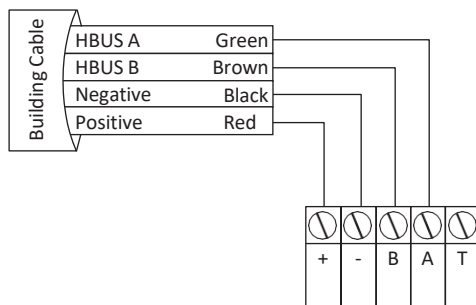 Building Cable
HBUS A Green
HBUS B Brown
Negative Black
Positive Red
+ - B A T